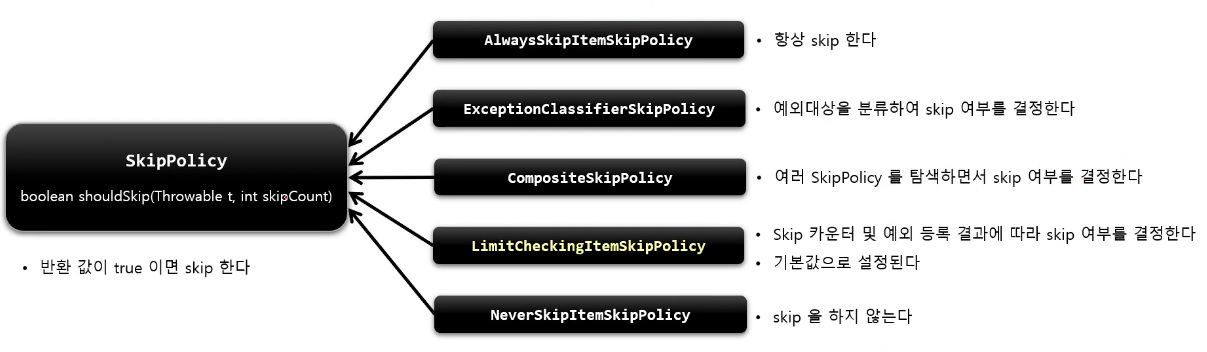 SkipPolicy
boolean shouldSkip(Throwable t, int skipCount)
• 반환 값이 true 이면 skip 한다
AlwaysSkipItemSkipPolicy
• 항상 skip 한다
ExceptionClassifierSkipPolicy
• 예외대상을 분류하여 skip 여부를 결정한다
CompositeSkipPolicy
• 여러 SkipPolicy 를 탐색하면서 skip 여부를 결정한다
LimitCheckingItemSkipPolicy
• Skip 카운터 및 예외 등록 결과에 따라 skip 여부를 결정한다
• 기본값으로 설정된다
NeverSkipItemSkipPolicy
• skip 을 하지 않는다